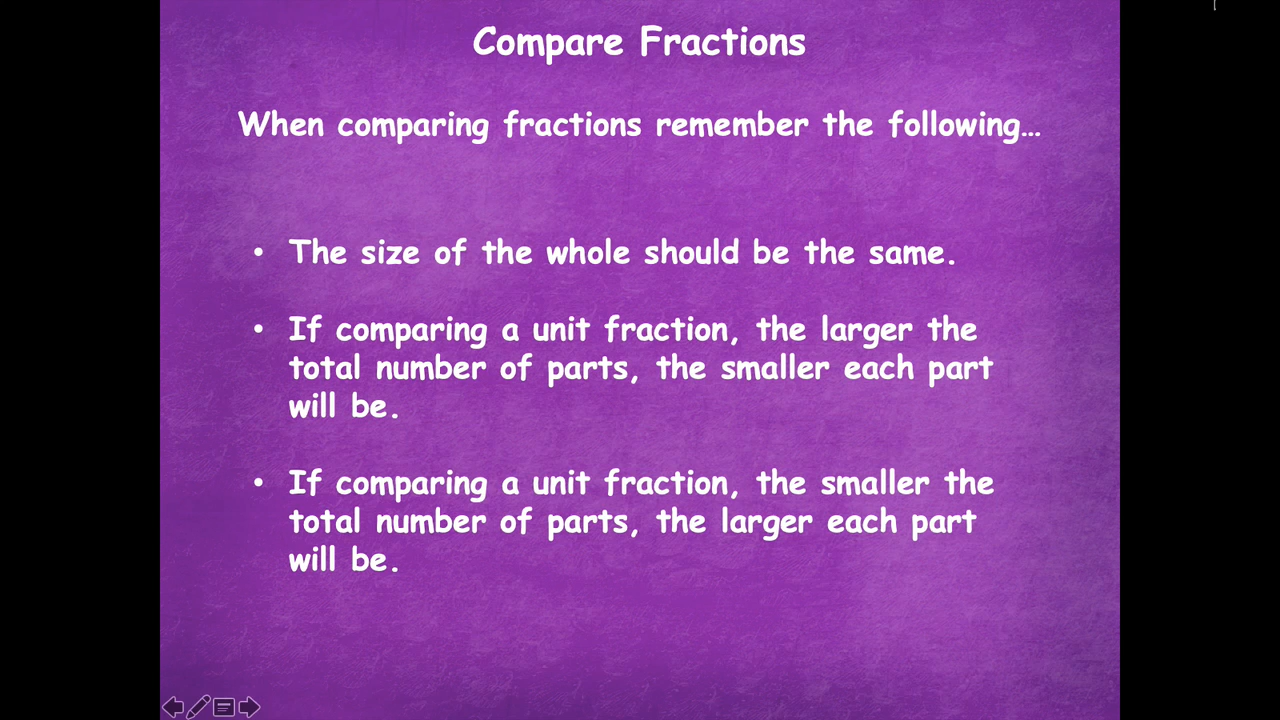 Compare Fractions
When comparing fractions remember the following…
• The size of the whole should be the same.
• If comparing a unit fraction, the larger the
total number of parts, the smaller each part
will be.
• If comparing a unit fraction, the smaller the
total number of parts, the larger each part
will be.